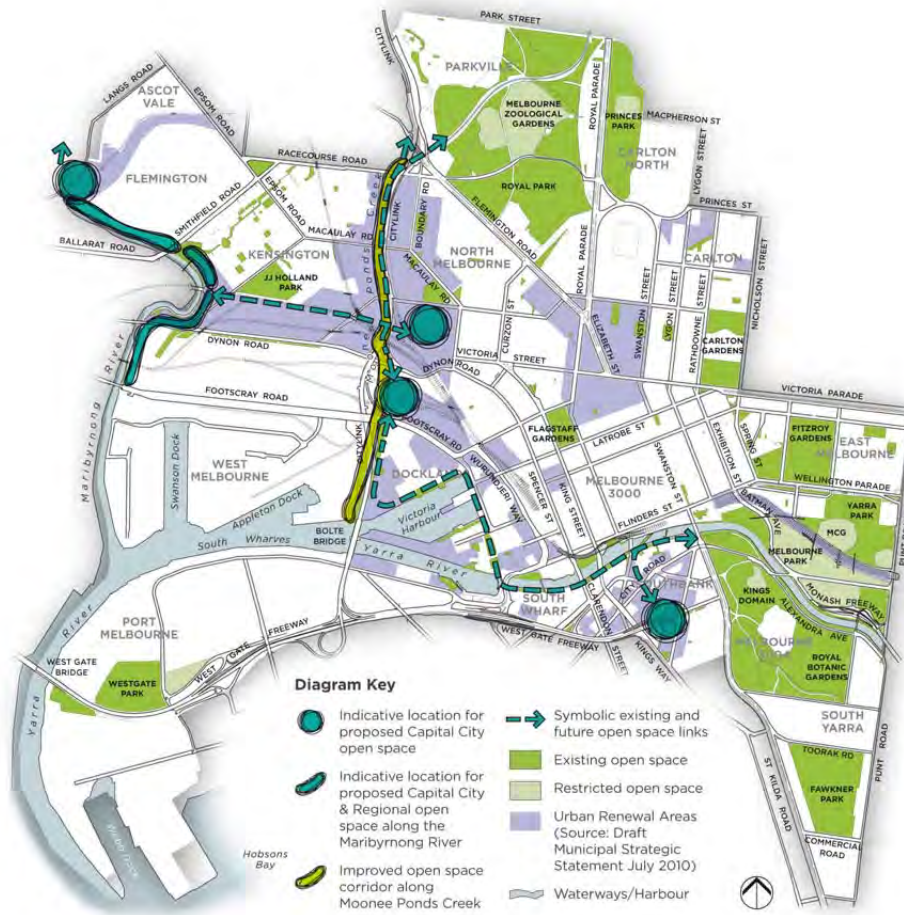 PARK STREET
CITYLINK
PARKVILLE
LANGS ROAD
ASCOT
VALE
EPSOM ROAD
MELBOURNE
ZOOLOGICAL
GARDENS
ROYAL PARADE
PRINCES
PARK
MACPHERSON ST
CARLTON
NORTH
LYGON STREET
RACECOURSE ROAD
FLEMINGTON
ROYAL PARK
PRINCES ST
SMITHFIELD ROAD
EPSOM ROAD
CITYLINK
BOUNDARY RD
FLEMINGTON ROAD
BALLARAT ROAD
MACAULAY RD
KENSINGTON
NORTH
MELBOURNE
ROYAL PARADE
CARLTON
JJ HOLLAND
PARK
MACAULAY RD
CURZON ST
ELIZABETH ST
SWANSTON STREET
LYGON STREET
RATHDOWNE ST
NICHOLSON STREET
CARLTON
GARDENS
DYNON ROAD
VICTORIA STREET
DYNON ROAD
VICTORIA PARADE
FOOTSCRAY ROAD
Maribyrnong River
CITYLINK
FOOTSCRAY RD
FLAGSTAFF
GARDENS
LATROBE ST
EXHIBITION ST
SPRING ST
FITZROY
GARDENS
EAST
MELBOURNE
WEST
MELBOURNE
Swanson Dock
DOCKLAND
WURUNDJERI WAY
SPENCER ST
KING STREET
MELBOURNE
3000
SWANSTON ST
WELLINGTON PARADE
Appleton Dock
Victoria
Harbour
FLINDERS ST
BATMAN AVE
YARRA
PARK
MCG
South Wharves
BOLTE
BRIDGE
Yarra
River
MELBOURNE
PARK
CITY ROAD
SOUTHBANK
SOUTH
WHARF
CLARENDON
STREET
KINGS
DOMAIN
MONASH FREEWAY
ALEXANDRA AVE
PORT
MELBOURNE
WEST GATE FREEWAY
WEST GATE FREEWAY
KINGS WAY
ROYAL
BOTANIC
GARDENS
WEST GATE
BRIDGE
WESTGATE
PARK
Yarra River
SOUTH
YARRA
TOORAK RD
PUNT ROAD
ST KILDA ROAD
FAWKNER
PARK
COMMERCIAL
ROAD
Hobsons
Bay
Diagram Key
Indicative location for
proposed Capital City
open space
Indicative location for
proposed Capital City
& Regional open
space along the
Maribyrnong River
Improved open space
corridor along
Moonee Ponds Creek
Symbolic existing and
future open space links
Existing open space
Restricted open space
Urban Renewal Areas
(Source: Draft
Municipal Strategic
Statement July 2010)
Waterways/Harbour